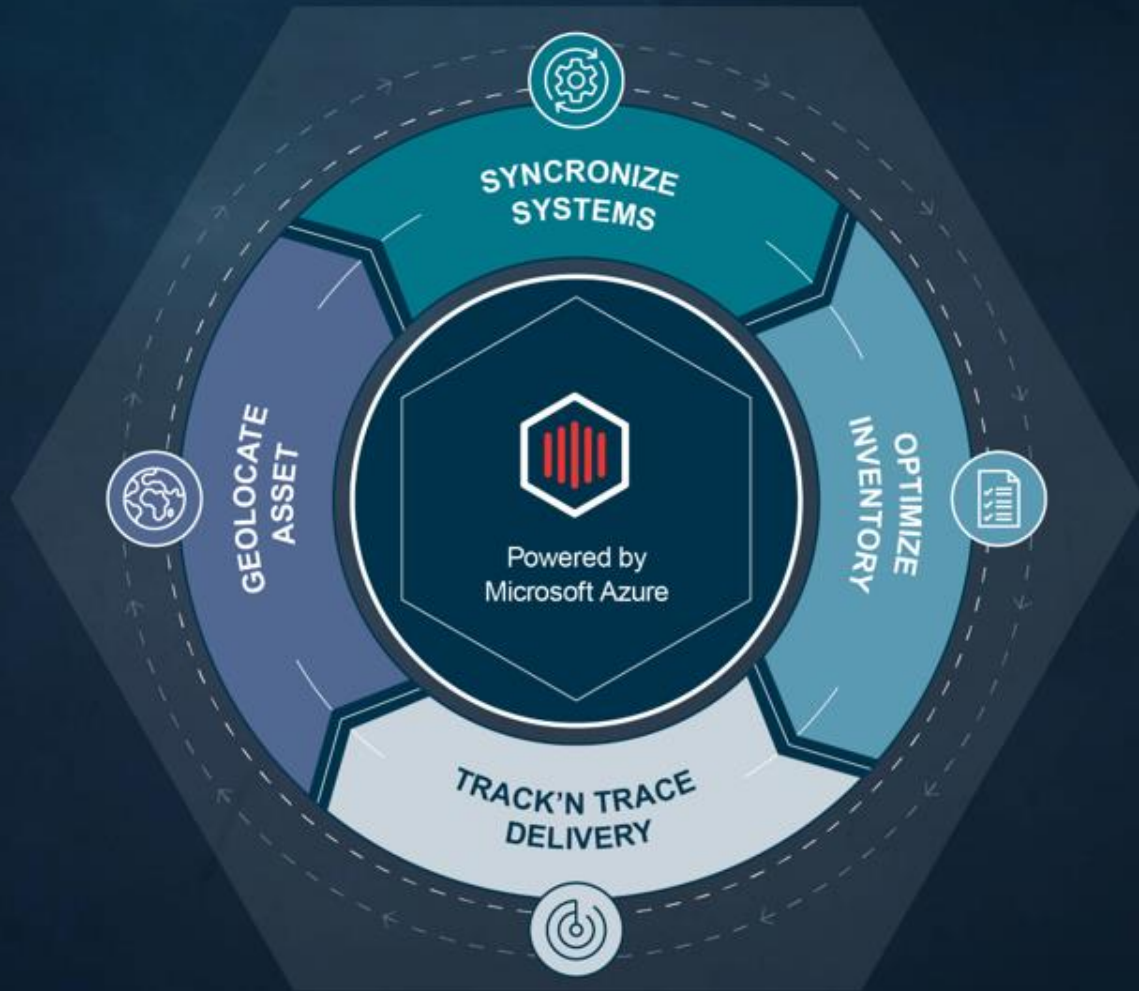 SYNCRONIZE
SYSTEMS
OPTIMIZE
INVENTORY
TRACK'N TRACE
DELIVERY
GEOLOCATE
ASSET
Powered by
Microsoft Azure